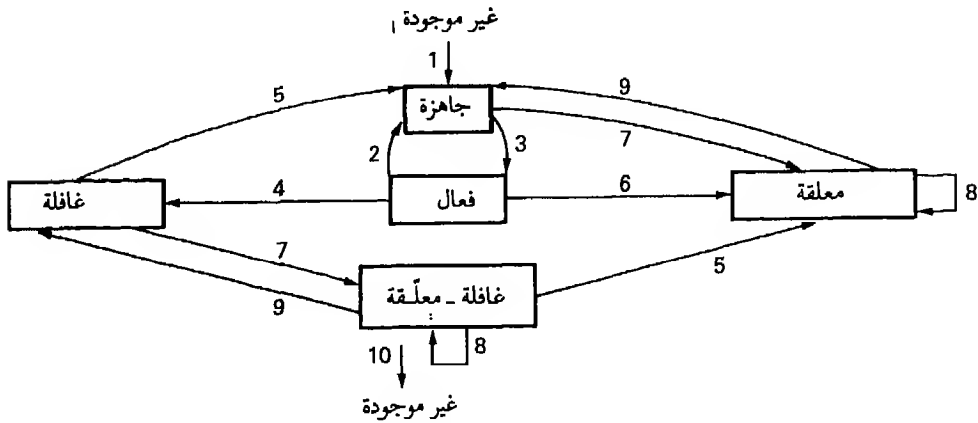 غير موجودة
1
جاهزة
5
9
7
2
3
غافلة
4
فعال
6
معلقة
8
7
5
9
غافلة - معلّقة
10
8
غير موجودة